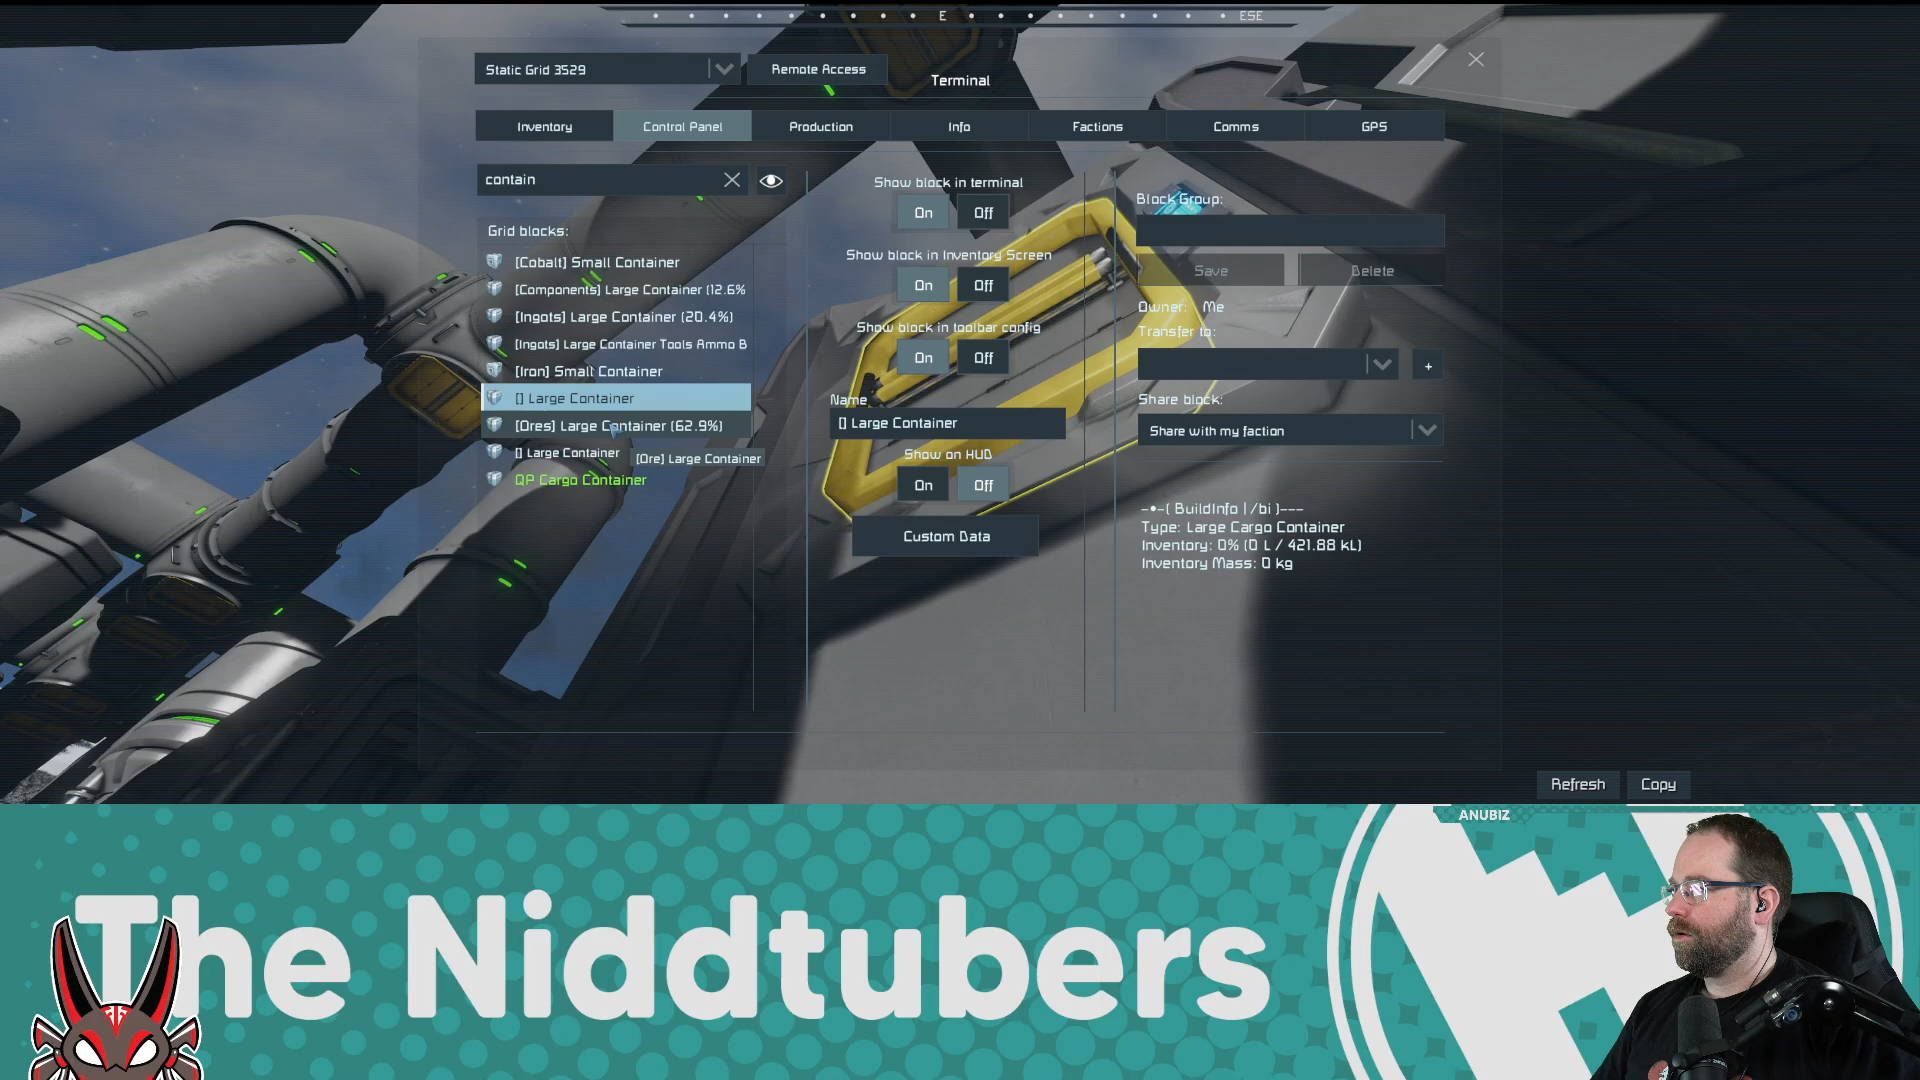 E
ESE
Static Grid 3529
Remote Access
Terminal
Inventory
Control Panel
Production
Info
Factions
Comms
GPS
contain
Grid blocks:
[Cobalt] Small Container
[Components] Large Container (12.6%
[Ingots] Large Container (20.4%)
[Ingots] Large Container Tools Ammo B
[Iron] Small Container
[] Large Container
[Ores] Large Container (62.9%)
[] Large Container
[Ore] Large Container
QP Cargo Container
Show block in terminal
On
Off
Show block in Inventory Screen
On
Off
Show block in toolbar config
On
Off
Name
[] Large Container
Show on HUD
On
Off
Custom Data
Block Group:
Save
Delete
Owner: Me
Transfer to:
+
Share block:
Share with my faction
-•-( BuildInfo | /bi )---
Type: Large Cargo Container
Inventory: 0% (0 L / 421.88 kL)
Inventory Mass: 0 kg
Refresh
Copy
ANUBIZ
The Niddtubers